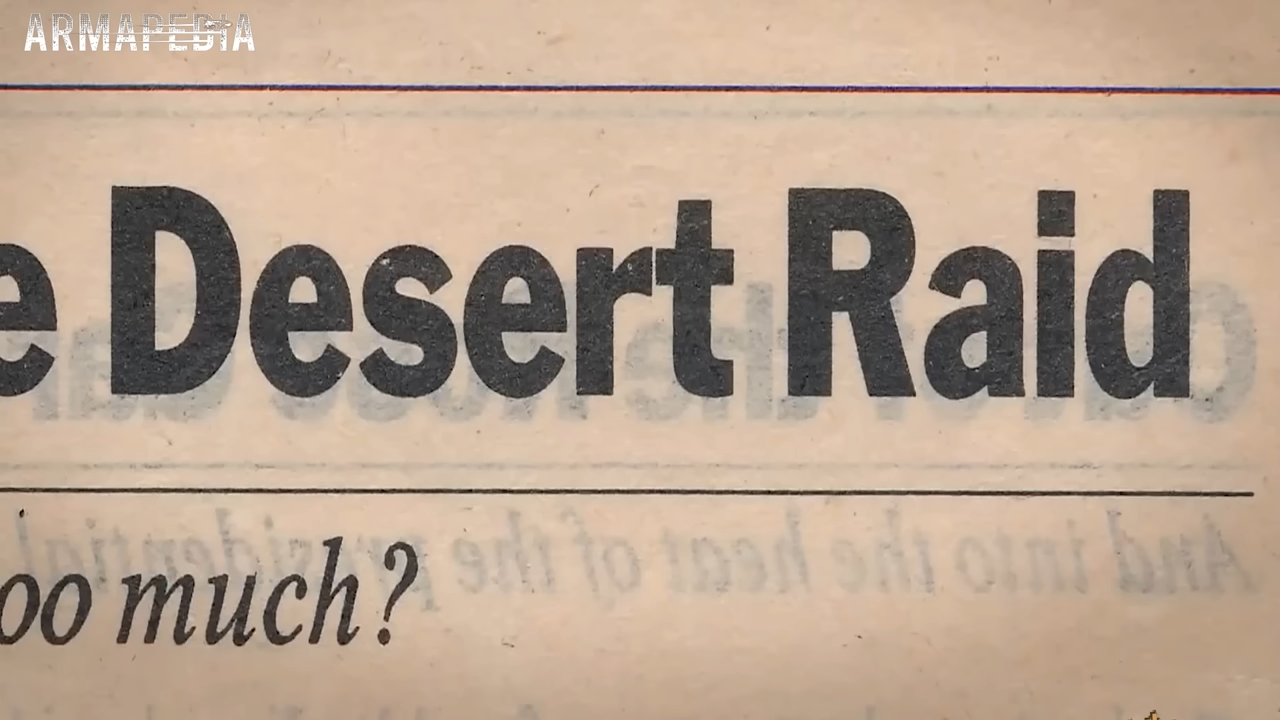 ARMAPEDIA
e Desert Raid
oo much?
And into the heat of the presidential